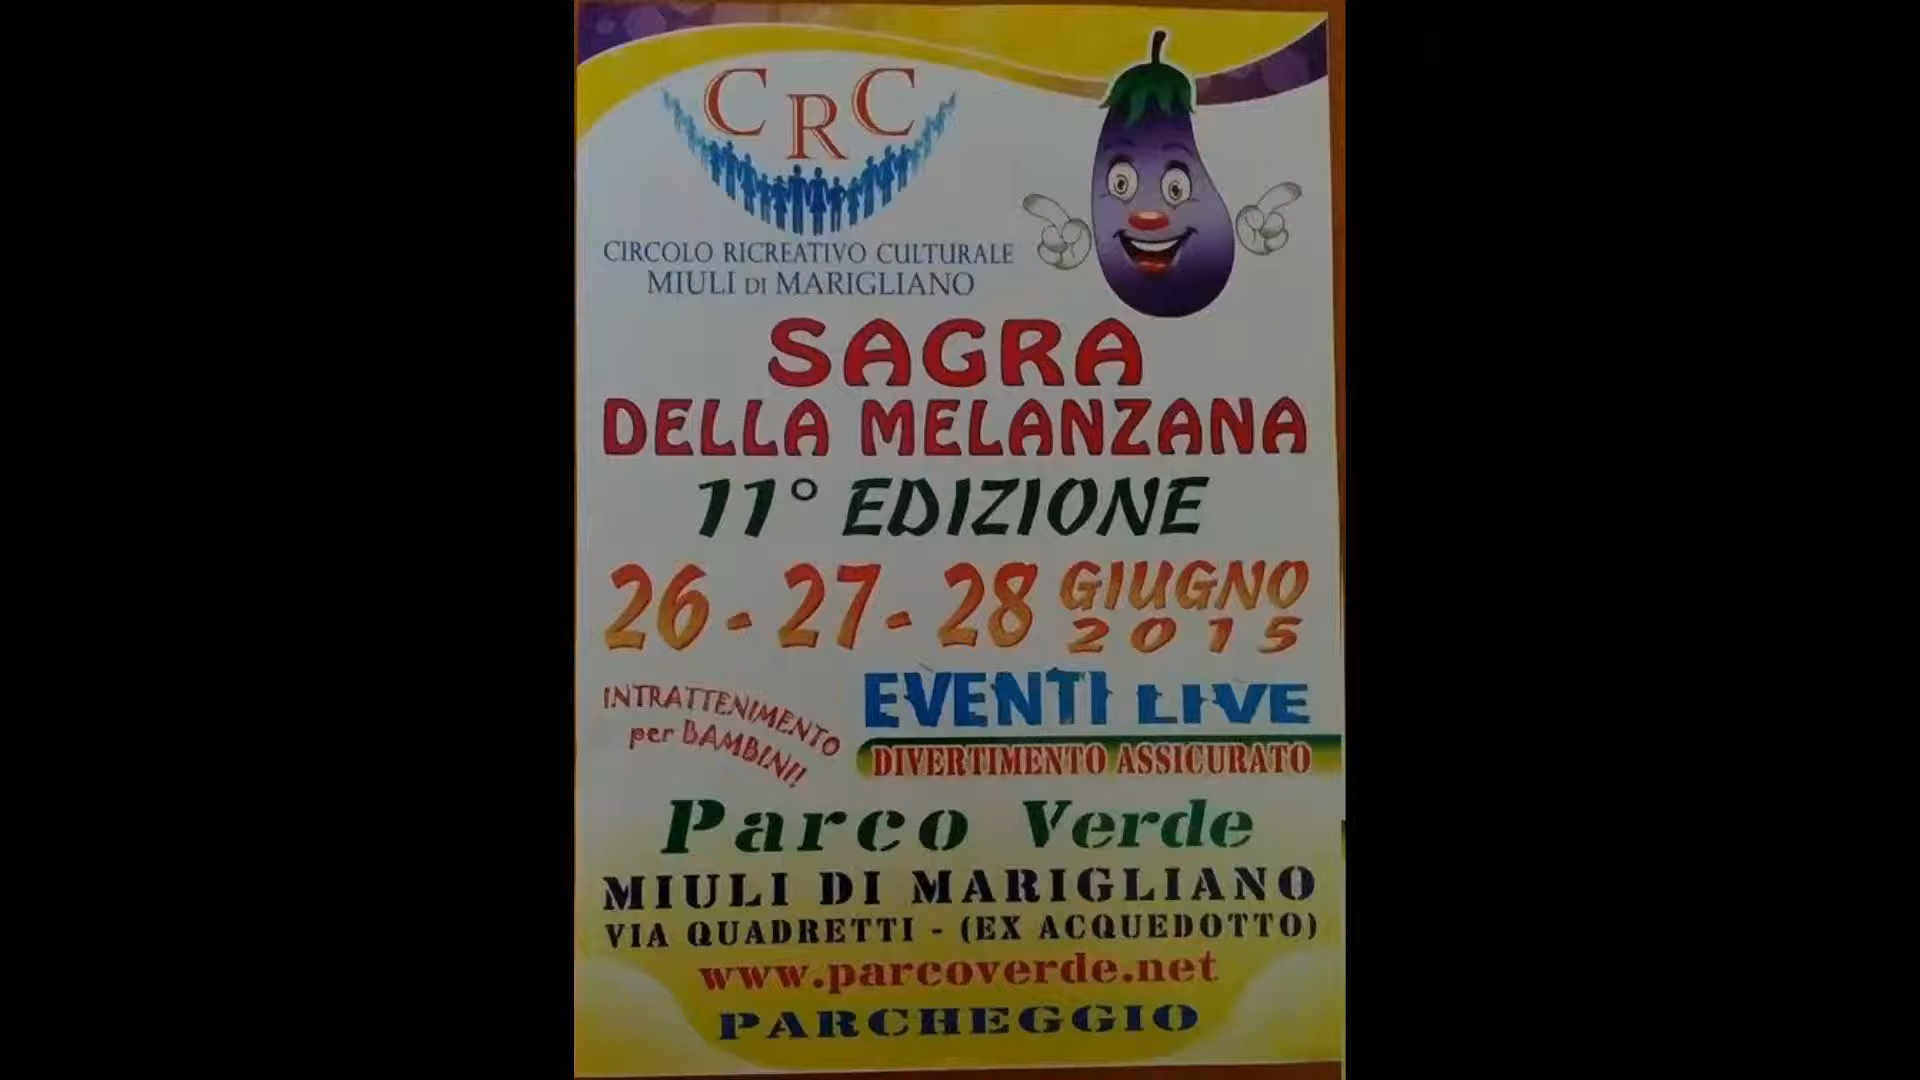 CRC
CIRCOLO RICREATIVO CULTURALE
MIULI DI MARIGLIANO
SAGRA
DELLA MELANZANA
11° EDIZIONE
26 - 27 - 28 GIUGNO
2015
INTRATTENIMENTO
per BAMBINI!
EVENTI LIVE
DIVERTIMENTO ASSICURATO
Parco Verde
MIULI DI MARIGLIANO
VIA QUADRETTI - (EX ACQUEDOTTO)
www.parcoverde.net
PARCHEGGIO